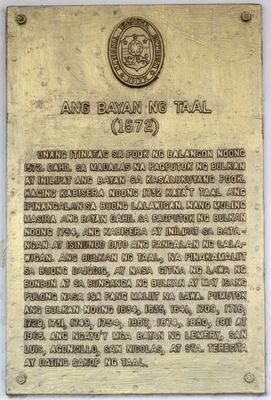 ANG BAYAN NG TAAL
(1572)
UNANG ITINATAG SA POOK NG BALANGON NOONG
1572. DAHIL SA MADALAS NA PAGPUTOK NG BULKAN
AY INILIPAT ANG BAYAN SA KASALUKUYANG POOK.
NAGING KABISERA NOONG 1732 KAYA'T TAAL ANG
IPINANGALAN SA BUONG LALAWIGAN. NANG MULING
MASIRA ANG BAYAN DAHIL SA PAGPUTOK NG BULKAN
NOONG 1754, ANG KABISERA AY INILIPAT SA BATA-
NGAN AT ISINUNOD DITO ANG PANGALAN NG LALA-
WIGAN. ANG BULKAN NG TAAL, NA PINAKAMALIIT
SA BUONG DAIGDIG, AY NASA GITNA NG LAWA NG
BONBON AT SA BUNGANGA NG BULKAN AY MAY ISANG
PULONG NASA ISA PANG MALIIT NA LAWA. PUMUTOK
ANG BULKAN NOONG 1634, 1635, 1641, 1709, 1716,
1729, 1731, 1749, 1754, 1867, 1874, 1880, 1911 AT
1965. ANG NGAYO'Y MGA BAYAN NG LEMERY, SAN
LUIS, AGONCILLO, SAN NICOLAS, AT STA. TERESITA
AY DATING SAKOP NG TAAL.